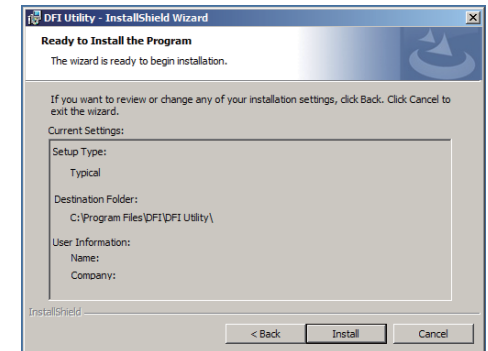 DFI Utility - InstallShield Wizard
Ready to Install the Program
The wizard is ready to begin installation.
If you want to review or change any of your installation settings, click Back. Click Cancel to
exit the wizard.
Current Settings:
Setup Type:
Typical
Destination Folder:
C:\Program Files\DFI\DFI Utility\
User Information:
Name:
Company:
InstallShield
< Back Install Cancel